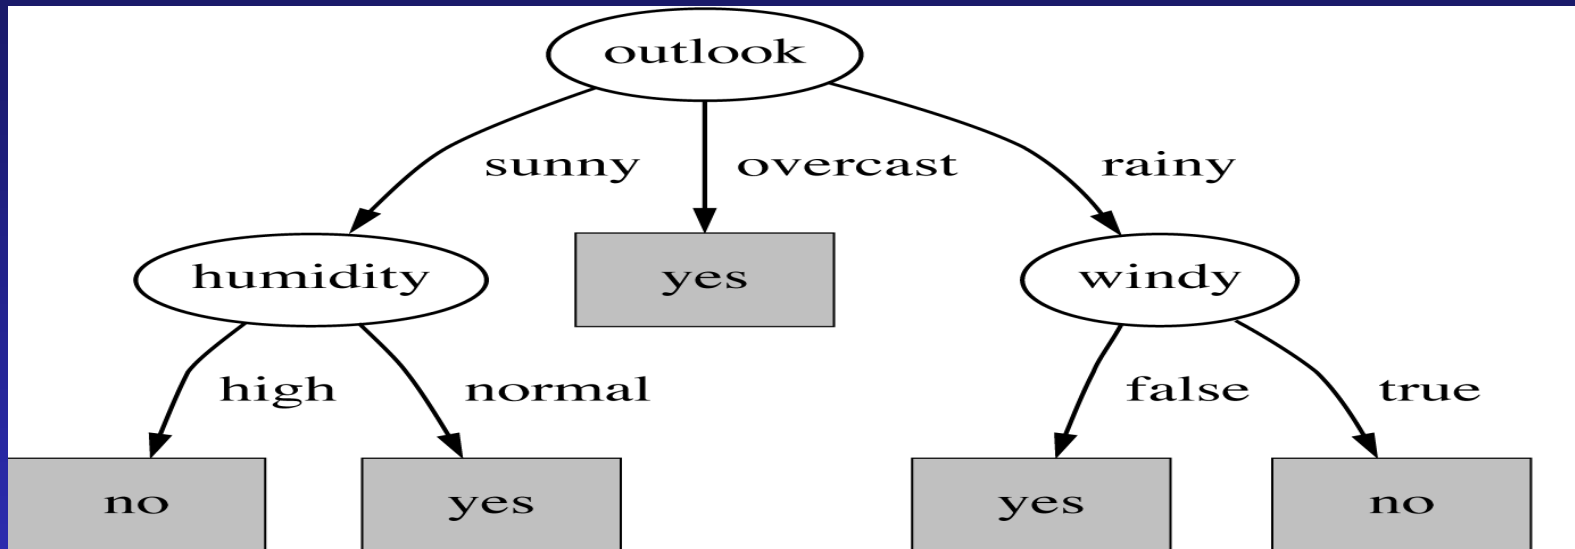 outlook
sunny overcast rainy
humidity yes windy
high normal false true
no yes yes no